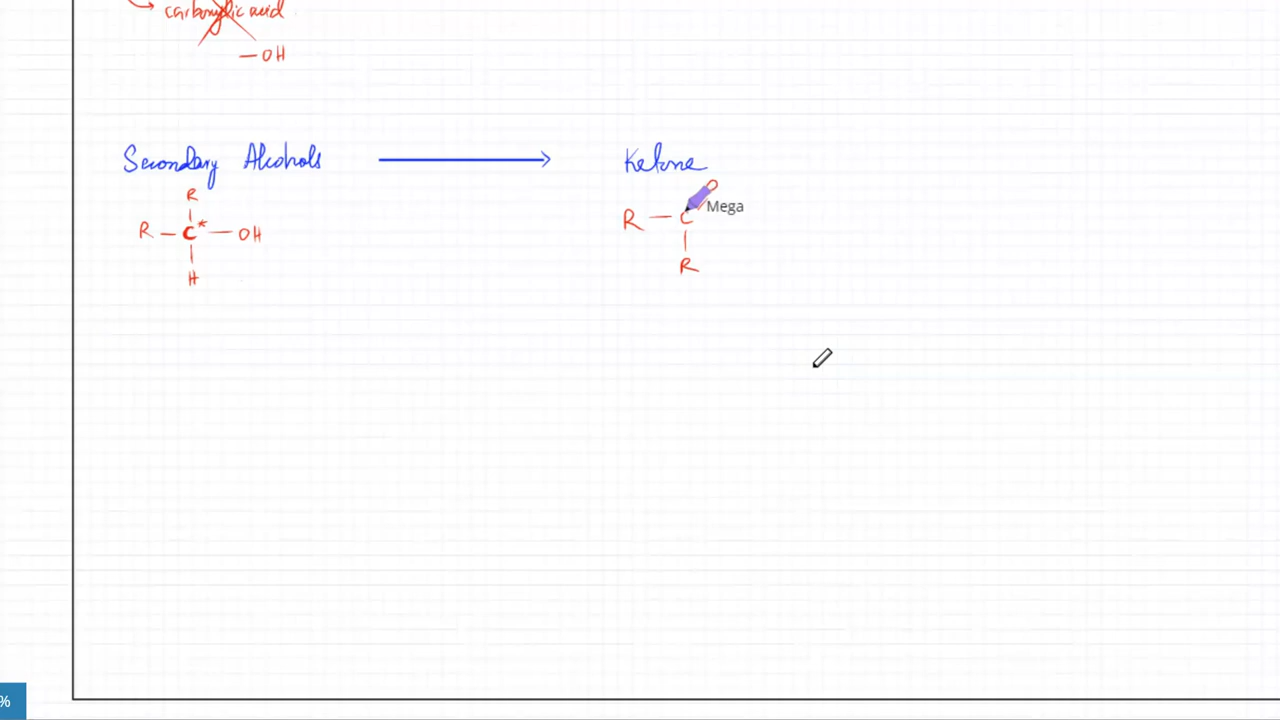 carboxylic acid
— OH
Secondary Alcohols Ketone
R O
Mega
R — C* — OH R — C
H R
%